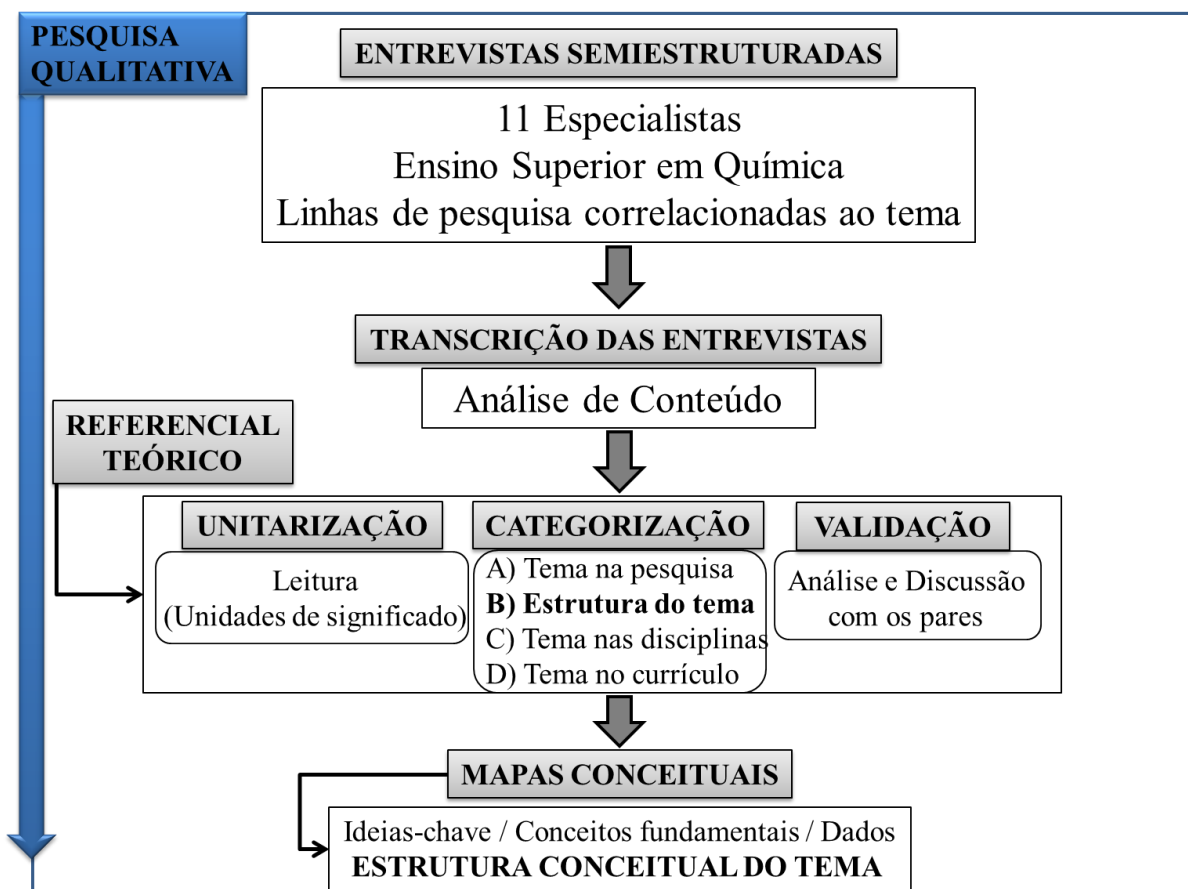 PESQUISA
QUALITATIVA
ENTREVISTAS SEMIESTRUTURADAS
11 Especialistas
Ensino Superior em Química
Linhas de pesquisa correlacionadas ao tema
TRANSCRIÇÃO DAS ENTREVISTAS
Análise de Conteúdo
REFERENCIAL
TEÓRICO
UNITARIZAÇÃO
Leitura
(Unidades de significado)
CATEGORIZAÇÃO
A) Tema na pesquisa
B) Estrutura do tema
C) Tema nas disciplinas
D) Tema no currículo
VALIDAÇÃO
Análise e Discussão
com os pares
MAPAS CONCEITUAIS
Ideias-chave / Conceitos fundamentais / Dados
ESTRUTURA CONCEITUAL DO TEMA